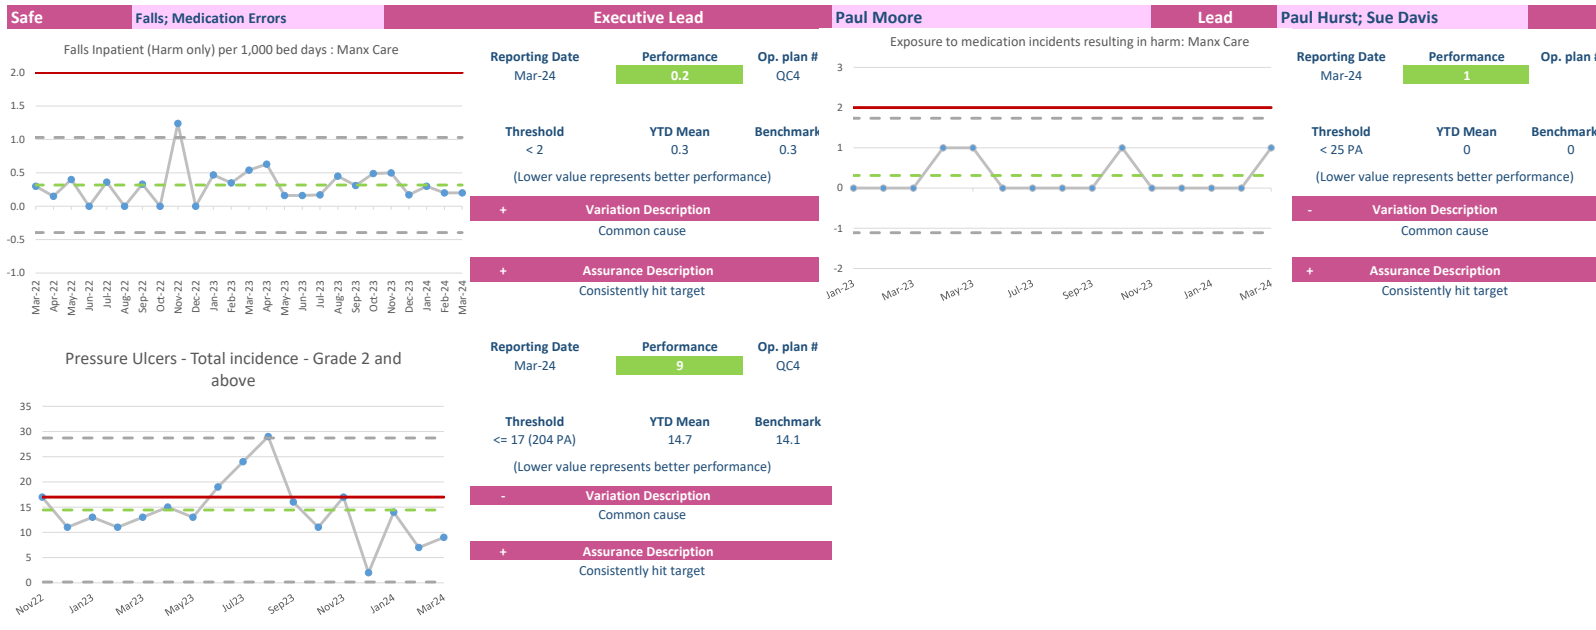 Safe
Falls; Medication Errors
Executive Lead
Paul Moore
Lead
Paul Hurst; Sue Davis
Falls Inpatient (Harm only) per 1,000 bed days : Manx Care
2.0
1.5
1.0
0.5
0.0
-0.5
-1.0
Mar-22
Apr-22
May-22
Jun-22
Jul-22
Aug-22
Sep-22
Oct-22
Nov-22
Dec-22
Jan-23
Feb-23
Mar-23
Apr-23
May-23
Jun-23
Jul-23
Aug-23
Sep-23
Oct-23
Nov-23
Dec-23
Jan-24
Feb-24
Mar-24
Reporting Date Performance Op. plan #
Mar-24 0.2 QC4
Threshold YTD Mean Benchmark
< 2 0.3 0.3
(Lower value represents better performance)
+ Variation Description
Common cause
+ Assurance Description
Consistently hit target
Exposure to medication incidents resulting in harm: Manx Care
3
2
1
0
-1
-2
Jan-23
Mar-23
May-23
Jul-23
Sep-23
Nov-23
Jan-24
Mar-24
Reporting Date Performance Op. plan #
Mar-24 1
Threshold YTD Mean Benchmark
< 25 PA 0 0
(Lower value represents better performance)
- Variation Description
Common cause
+ Assurance Description
Consistently hit target
Pressure Ulcers - Total incidence - Grade 2 and
above
35
30
25
20
15
10
5
0
Nov22
Jan23
Mar23
May23
Jul23
Sep23
Nov23
Jan24
Mar24
Reporting Date Performance Op. plan #
Mar-24 9 QC4
Threshold YTD Mean Benchmark
<= 17 (204 PA) 14.7 14.1
(Lower value represents better performance)
- Variation Description
Common cause
+ Assurance Description
Consistently hit target